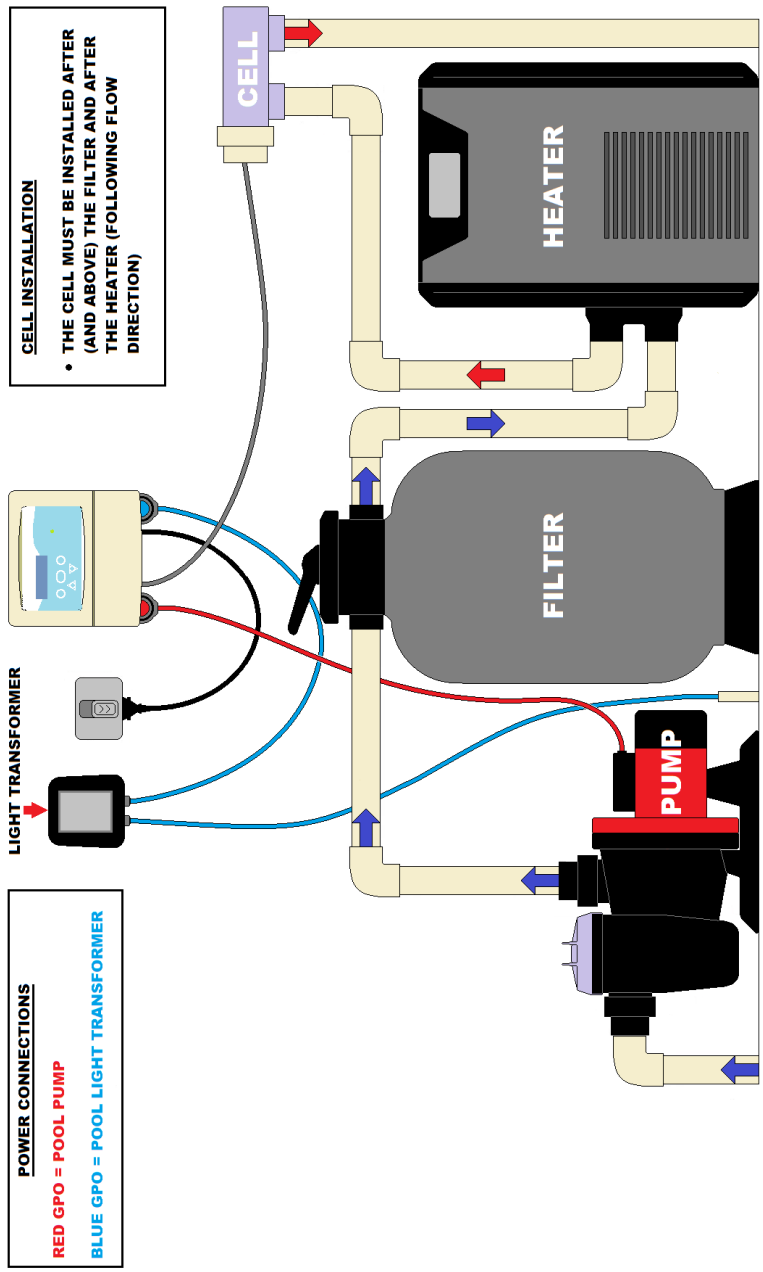 POWER CONNECTIONS
RED GPO = POOL PUMP
BLUE GPO = POOL LIGHT TRANSFORMER
LIGHT TRANSFORMER
CELL INSTALLATION
• THE CELL MUST BE INSTALLED AFTER
(AND ABOVE) THE FILTER AND AFTER
THE HEATER (FOLLOWING FLOW
DIRECTION)
CELL
PUMP
FILTER
HEATER